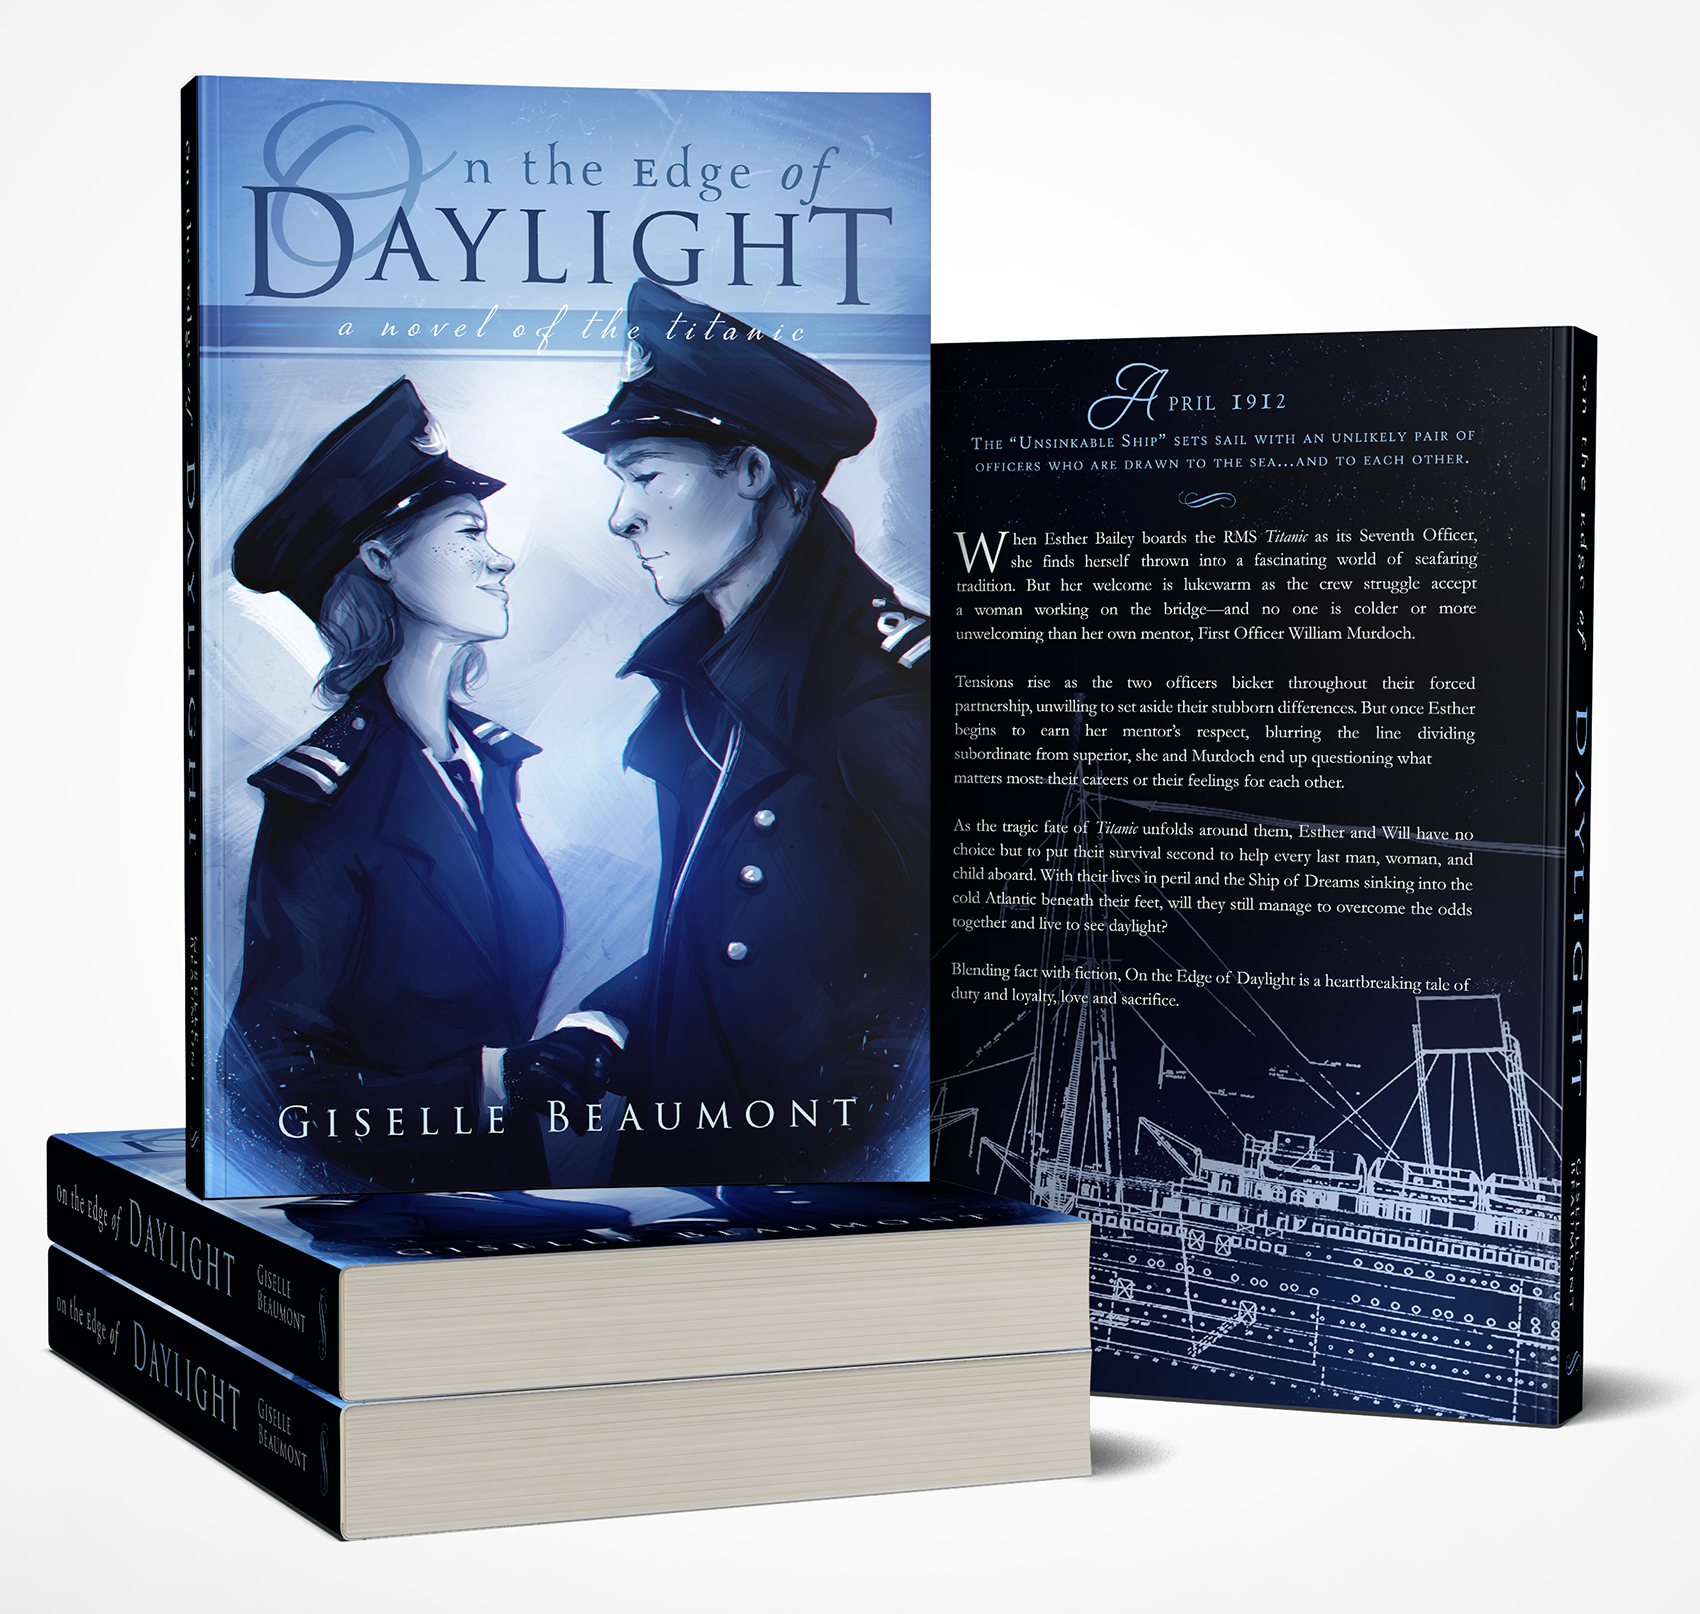 On the Edge of
DAYLIGHT
a novel of the titanic
GISELLE BEAUMONT
April 1912
The “Unsinkable Ship” sets sail with an unlikely pair of
officers who are drawn to the sea...and to each other.
When Esther Bailey boards the RMS Titanic as its Seventh Officer,
she finds herself thrown into a fascinating world of seafaring
tradition. But her welcome is lukewarm as the crew struggle accept
a woman working on the bridge—and no one is colder or more
unwelcoming than her own mentor, First Officer William Murdoch.
Tensions rise as the two officers bicker throughout their forced
partnership, unwilling to set aside their stubborn differences. But once Esther
begins to earn her mentor’s respect, blurring the line dividing
subordinate from superior, she and Murdoch end up questioning what
matters most: their careers or their feelings for each other.
As the tragic fate of Titanic unfolds around them, Esther and Will have no
choice but to put their survival second to help every last man, woman, and
child aboard. With their lives in peril and the Ship of Dreams sinking into the
cold Atlantic beneath their feet, will they still manage to overcome the odds
together and live to see daylight?
Blending fact with fiction, On the Edge of Daylight is a heartbreaking tale of
duty and loyalty, love and sacrifice.
on the Edge of DAYLIGHT
GISELLE
BEAUMONT
on the Edge of DAYLIGHT
GISELLE
BEAUMONT
on the Edge of DAYLIGHT
GISELLE
BEAUMONT
GISELLE BEAUMONT
on the Edge of DAYLIGHT
GISELLE
BEAUMONT